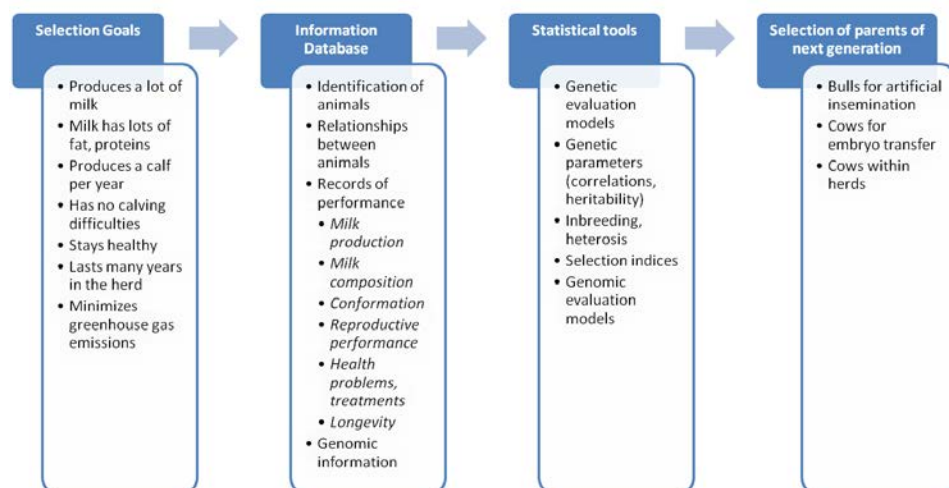 Selection Goals
• Produces a lot of
milk
• Milk has lots of
fat, proteins
• Produces a calf
per year
• Has no calving
difficulties
• Stays healthy
• Lasts many years
in the herd
• Minimizes
greenhouse gas
emissions
Information
Database
• Identification of
animals
• Relationships
between
animals
• Records of
performance
• Milk
production
• Milk
composition
• Conformation
• Reproductive
performance
• Health
problems,
treatments
• Longevity
• Genomic
information
Statistical tools
• Genetic
evaluation
models
• Genetic
parameters
(correlations,
heritability)
• Inbreeding,
heterosis
• Selection indices
• Genomic
evaluation
models
Selection of parents of
next generation
• Bulls for artificial
insemination
• Cows for
embryo transfer
• Cows within
herds